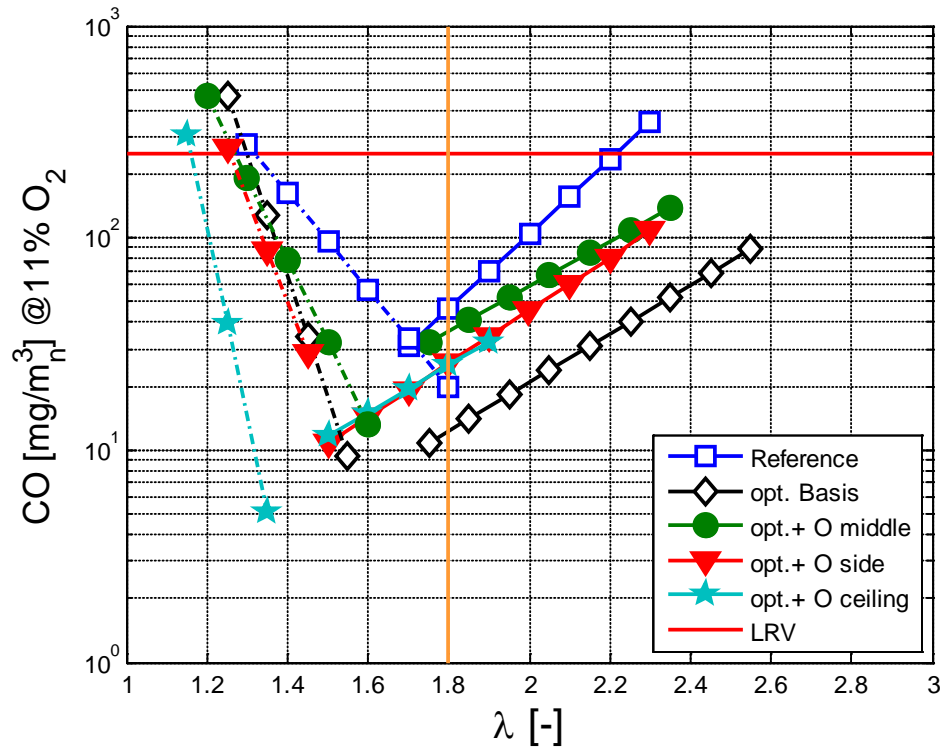 10³
10²
10¹
10⁰
CO [mg/m³ₙ] @11% O₂
1 1.2 1.4 1.6 1.8 2 2.2 2.4 2.6 2.8 3
λ [-]
Reference
opt. Basis
opt.+ O middle
opt.+ O side
opt.+ O ceiling
LRV